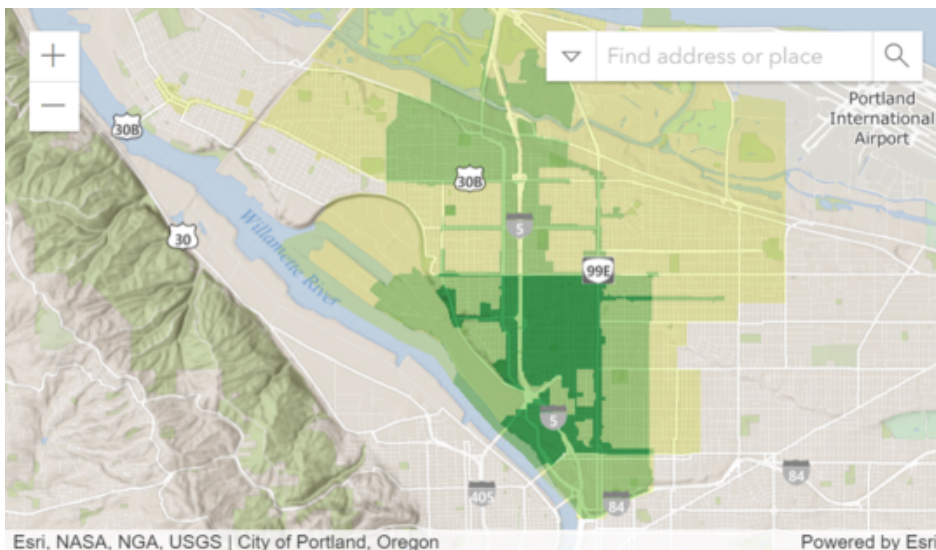 Find address or place
Portland
International
Airport
30B
30B
5
30
Willamette River
99E
5
405
84
84
Esri, NASA, NGA, USGS | City of Portland, Oregon
Powered by Esri